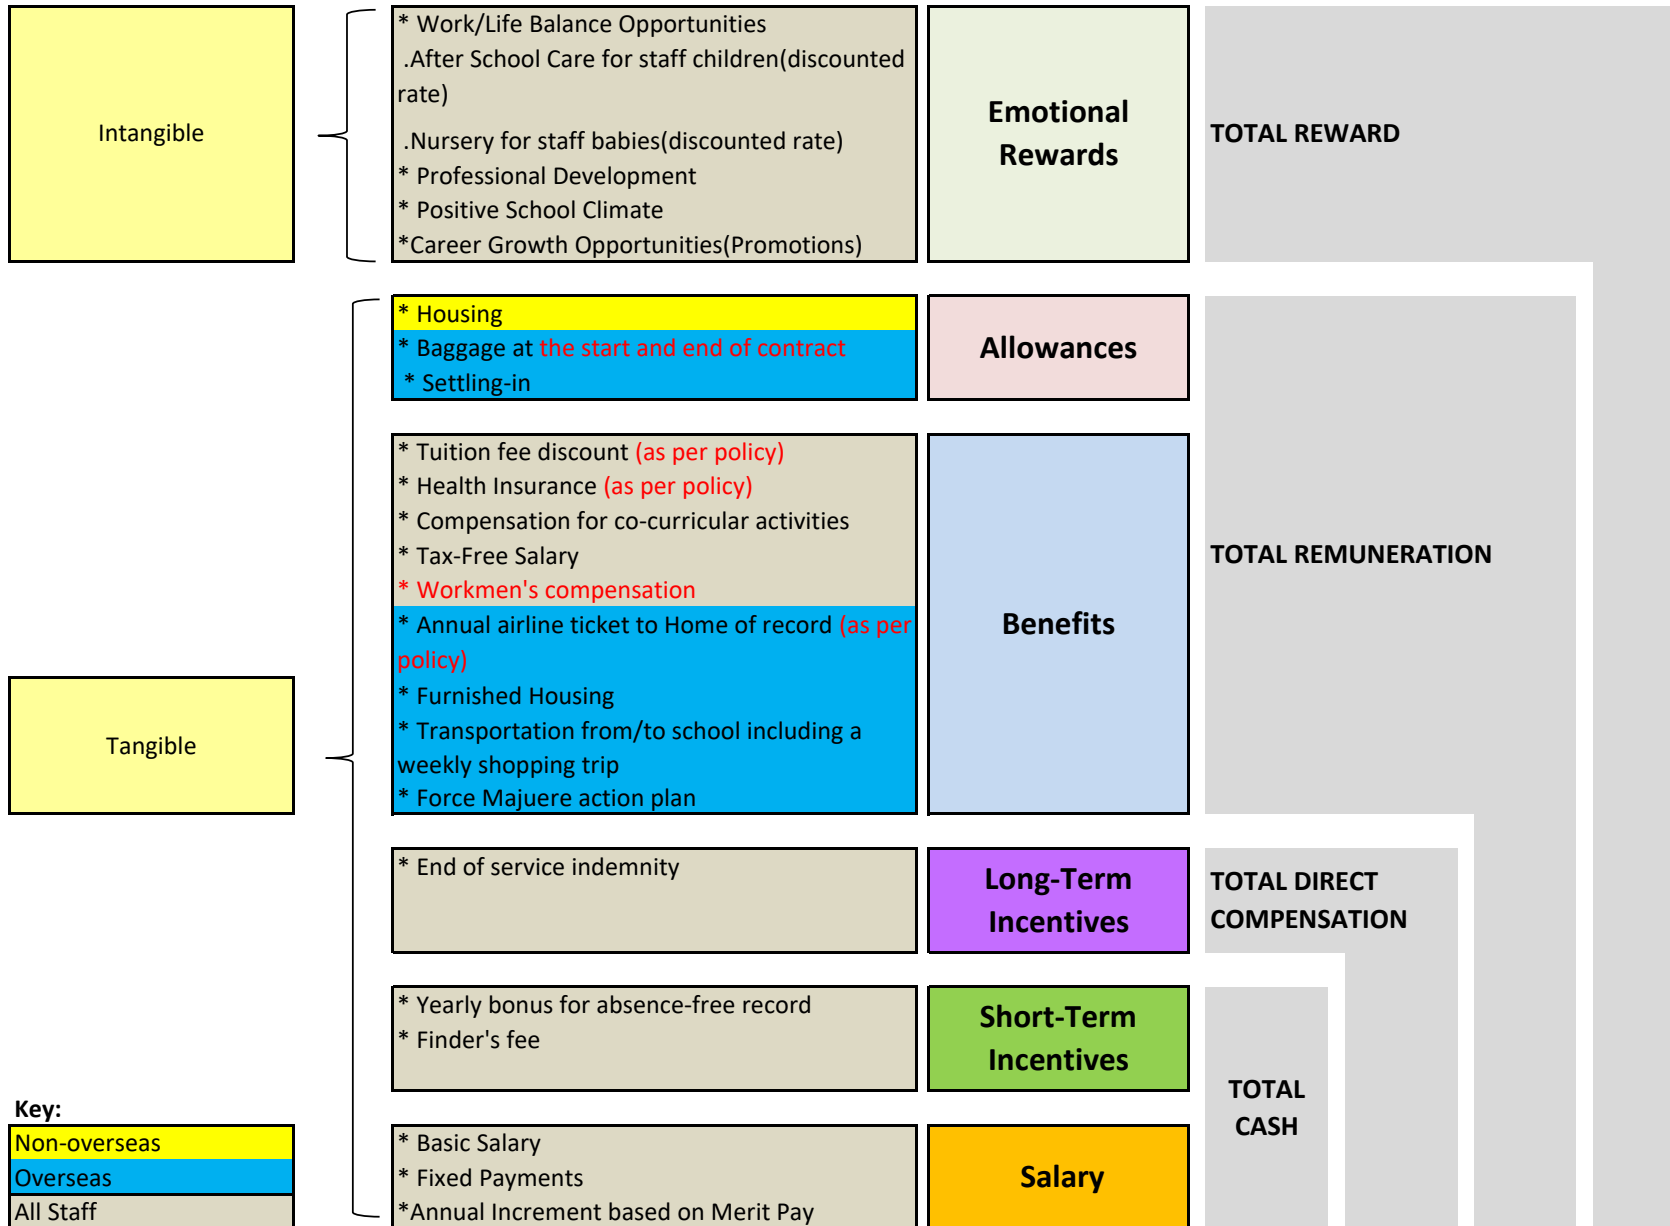 Intangible
* Work/Life Balance Opportunities
.After School Care for staff children(discounted
rate)
.Nursery for staff babies(discounted rate)
* Professional Development
* Positive School Climate
*Career Growth Opportunities(Promotions)
Emotional
Rewards
TOTAL REWARD
* Housing
* Baggage at the start and end of contract
* Settling-in
Allowances
Tangible
* Tuition fee discount (as per policy)
* Health Insurance (as per policy)
* Compensation for co-curricular activities
* Tax-Free Salary
* Workmen's compensation
* Annual airline ticket to Home of record (as per
policy)
* Furnished Housing
* Transportation from/to school including a
weekly shopping trip
* Force Majuere action plan
Benefits
TOTAL REMUNERATION
* End of service indemnity
Long-Term
Incentives
TOTAL DIRECT
COMPENSATION
* Yearly bonus for absence-free record
* Finder's fee
Short-Term
Incentives
TOTAL
CASH
* Basic Salary
* Fixed Payments
*Annual Increment based on Merit Pay
Salary
Key:
Non-overseas
Overseas
All Staff